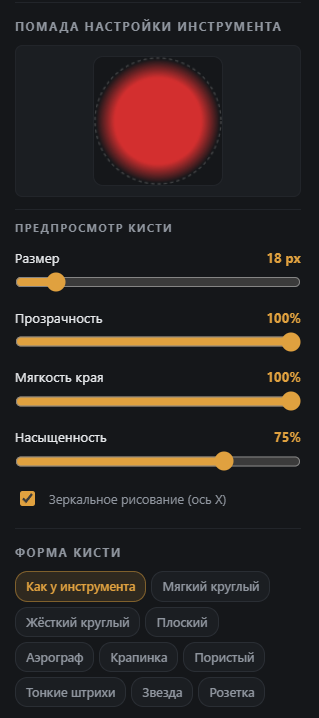 ПОМАДА НАСТРОЙКИ ИНСТРУМЕНТА
ПРЕДПРОСМОТР КИСТИ
Размер 18 px
Прозрачность 100%
Мягкость края 100%
Насыщенность 75%
Зеркальное рисование (ось X)
ФОРМА КИСТИ
Как у инструмента Мягкий круглый
Жёсткий круглый Плоский
Аэрограф Крапинка Пористый
Тонкие штрихи Звезда Розетка